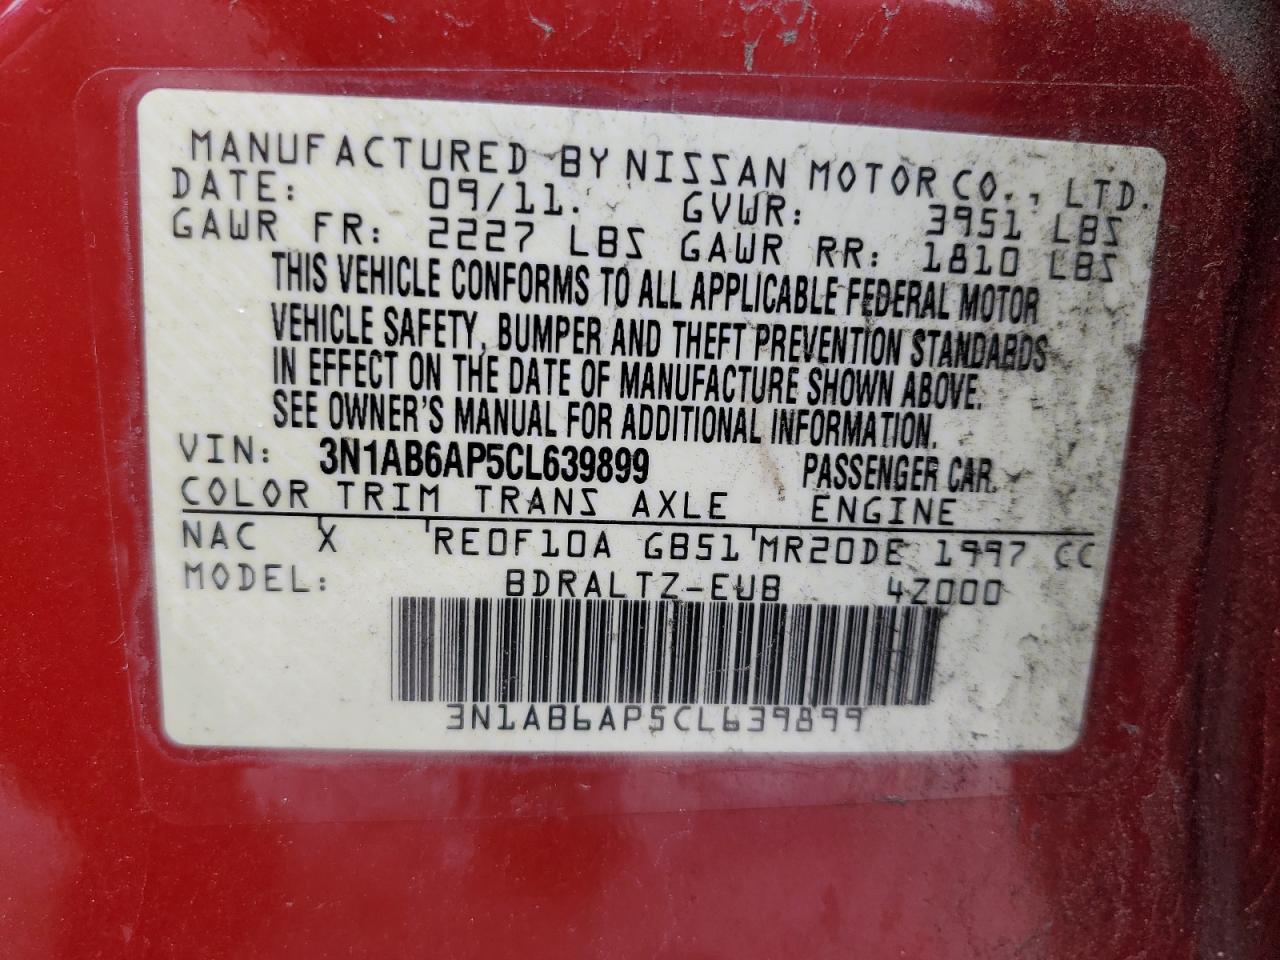 MANUFACTURED BY NISSAN MOTOR CO., LTD.
DATE: 09/11. GVWR: 3951 LBS
GAWR FR: 2227 LBS GAWR RR: 1810 LBS
THIS VEHICLE CONFORMS TO ALL APPLICABLE FEDERAL MOTOR
VEHICLE SAFETY, BUMPER AND THEFT PREVENTION STANDARDS
IN EFFECT ON THE DATE OF MANUFACTURE SHOWN ABOVE.
SEE OWNER'S MANUAL FOR ADDITIONAL INFORMATION.
VIN: 3N1AB6AP5CL639899 PASSENGER CAR.
COLOR TRIM TRANS AXLE ENGINE
NAC X RE0F10A GB51 MR20DE 1997 CC
MODEL: BDRALTZ-EUB 4Z000
3N1AB6AP5CL639899